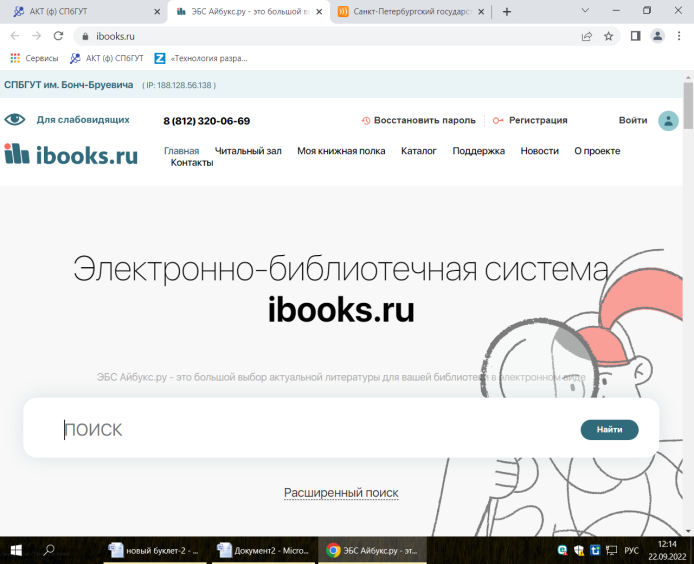 АКТ (ф) СПбГУТ
ЭБС Айбукс.ру - это большой в
Санкт-Петербургский государст
ibooks.ru
Сервисы АКТ (ф) СПбГУТ «Технология разра...
СПБГУТ им. Бонч-Бруевича ( IP: 188.128.56.138 )
Для слабовидящих 8 (812) 320-06-69 Восстановить пароль Регистрация Войти
ibooks.ru Главная Читальный зал Моя книжная полка Каталог Поддержка Новости О проекте
Контакты
Электронно-библиотечная система
ibooks.ru
ЭБС Айбукс.ру - это большой выбор актуальной литературы для вашей библиотеки в электронном виде
поиск Найти
Расширенный поиск
новый буклет-2 - ... Документ2 - Micro... ЭБС Айбукс.ру - эт... РУС 12:14
22.09.2022